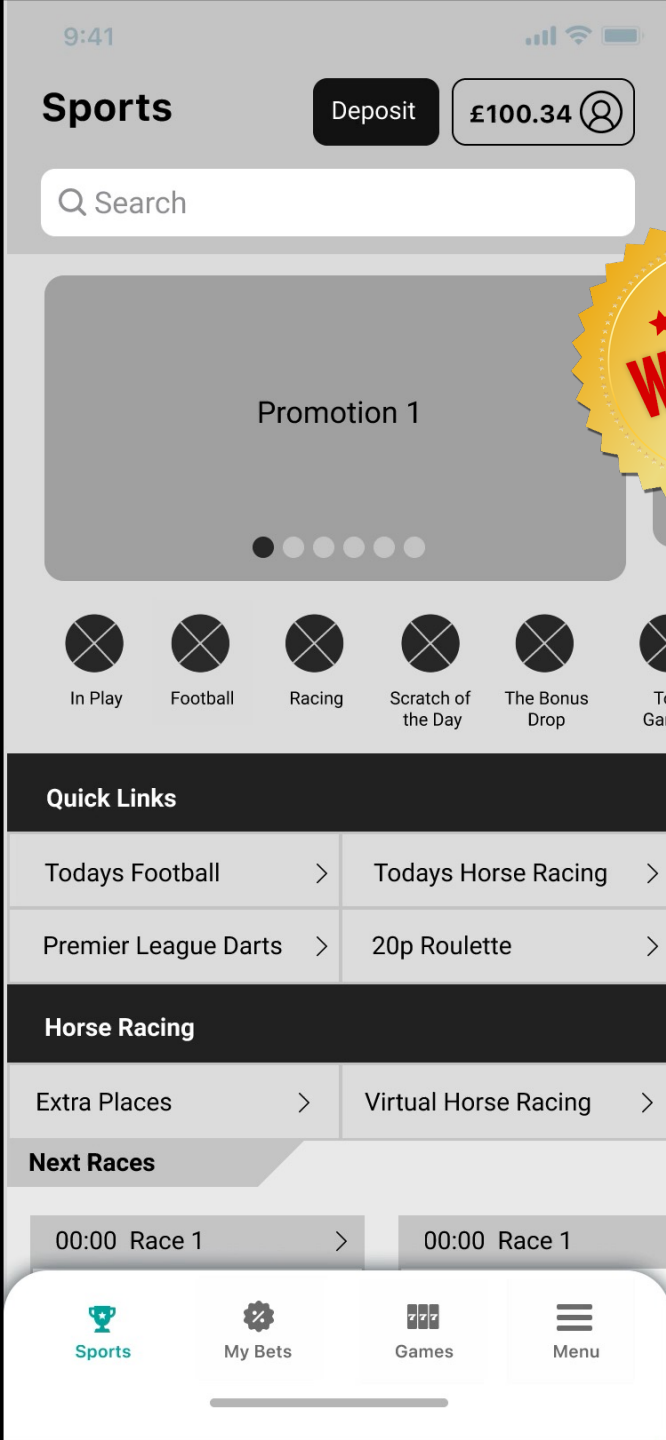 9:41
Sports
Deposit
£100.34
Search
Promotion 1
In Play
Football
Racing
Scratch of
the Day
The Bonus
Drop
Quick Links
Todays Football
Todays Horse Racing
Premier League Darts
20p Roulette
Horse Racing
Extra Places
Virtual Horse Racing
Next Races
00:00 Race 1
00:00 Race 1
Sports
My Bets
777
Games
Menu